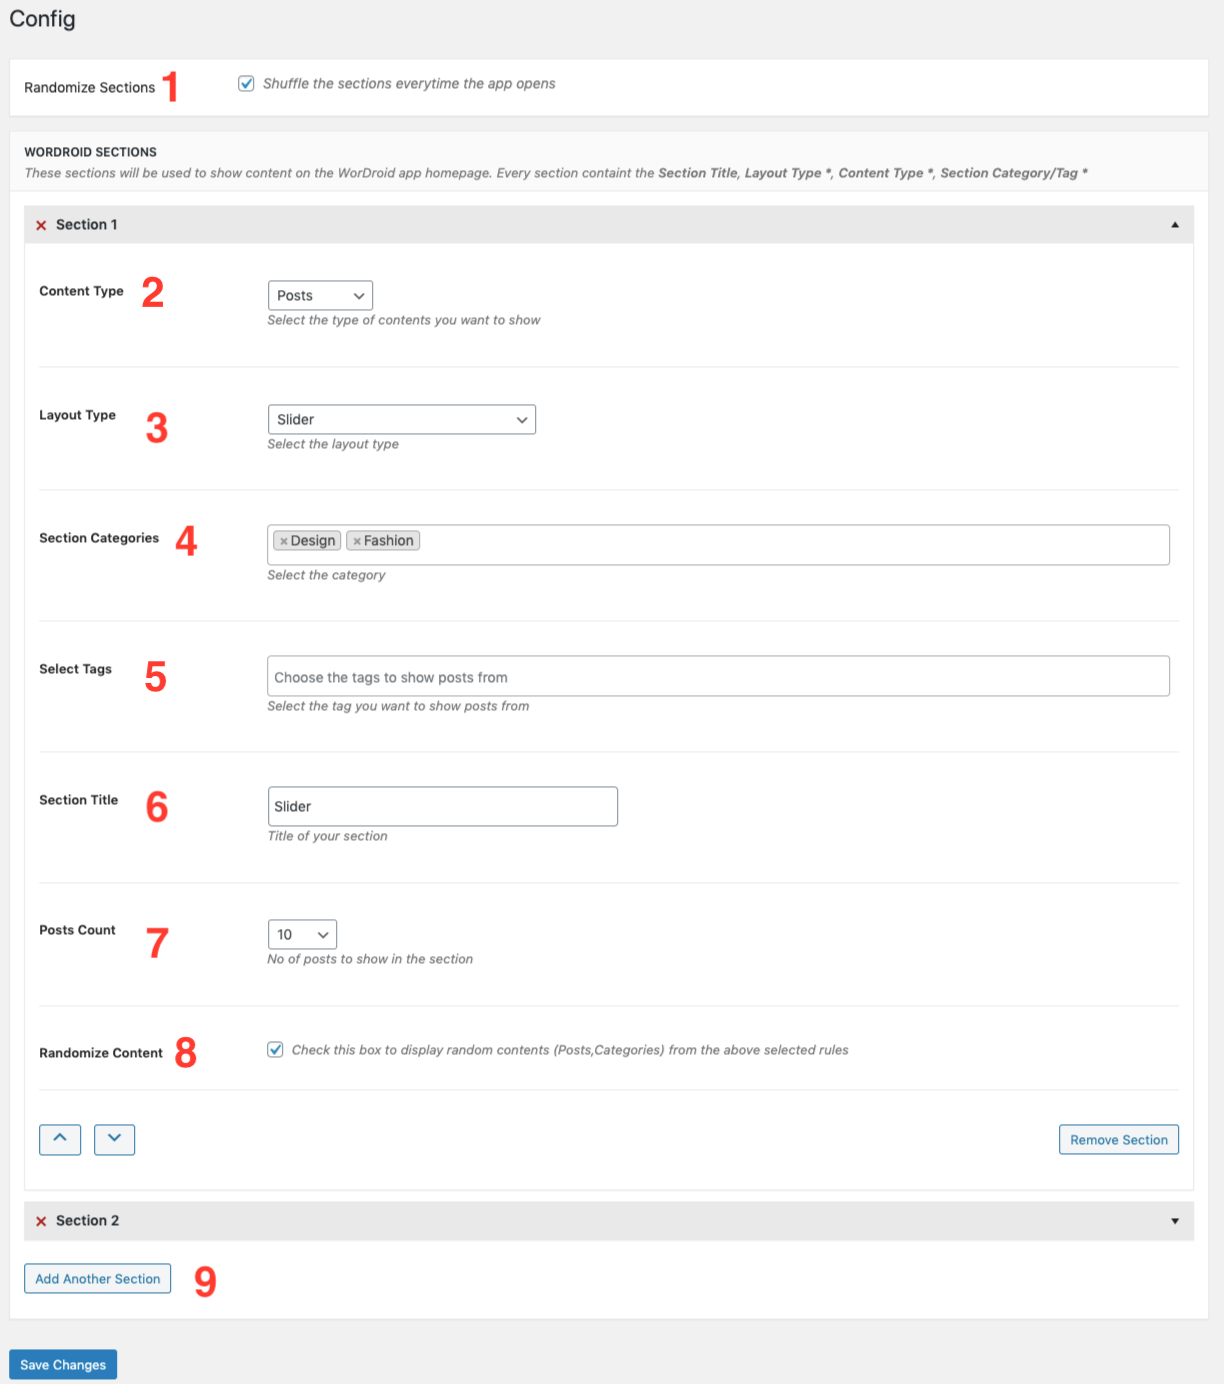 Config
Randomize Sections 1 Shuffle the sections everytime the app opens
WORDROID SECTIONS
These sections will be used to show content on the WorDroid app homepage. Every section containt the Section Title, Layout Type *, Content Type *, Section Category/Tag *
× Section 1
Content Type 2 Posts
Select the type of contents you want to show
Layout Type 3 Slider
Select the layout type
Section Categories 4 × Design × Fashion
Select the category
Select Tags 5 Choose the tags to show posts from
Select the tag you want to show posts from
Section Title 6 Slider
Title of your section
Posts Count 7 10
No of posts to show in the section
Randomize Content 8 Check this box to display random contents (Posts,Categories) from the above selected rules
Remove Section
× Section 2
Add Another Section 9
Save Changes